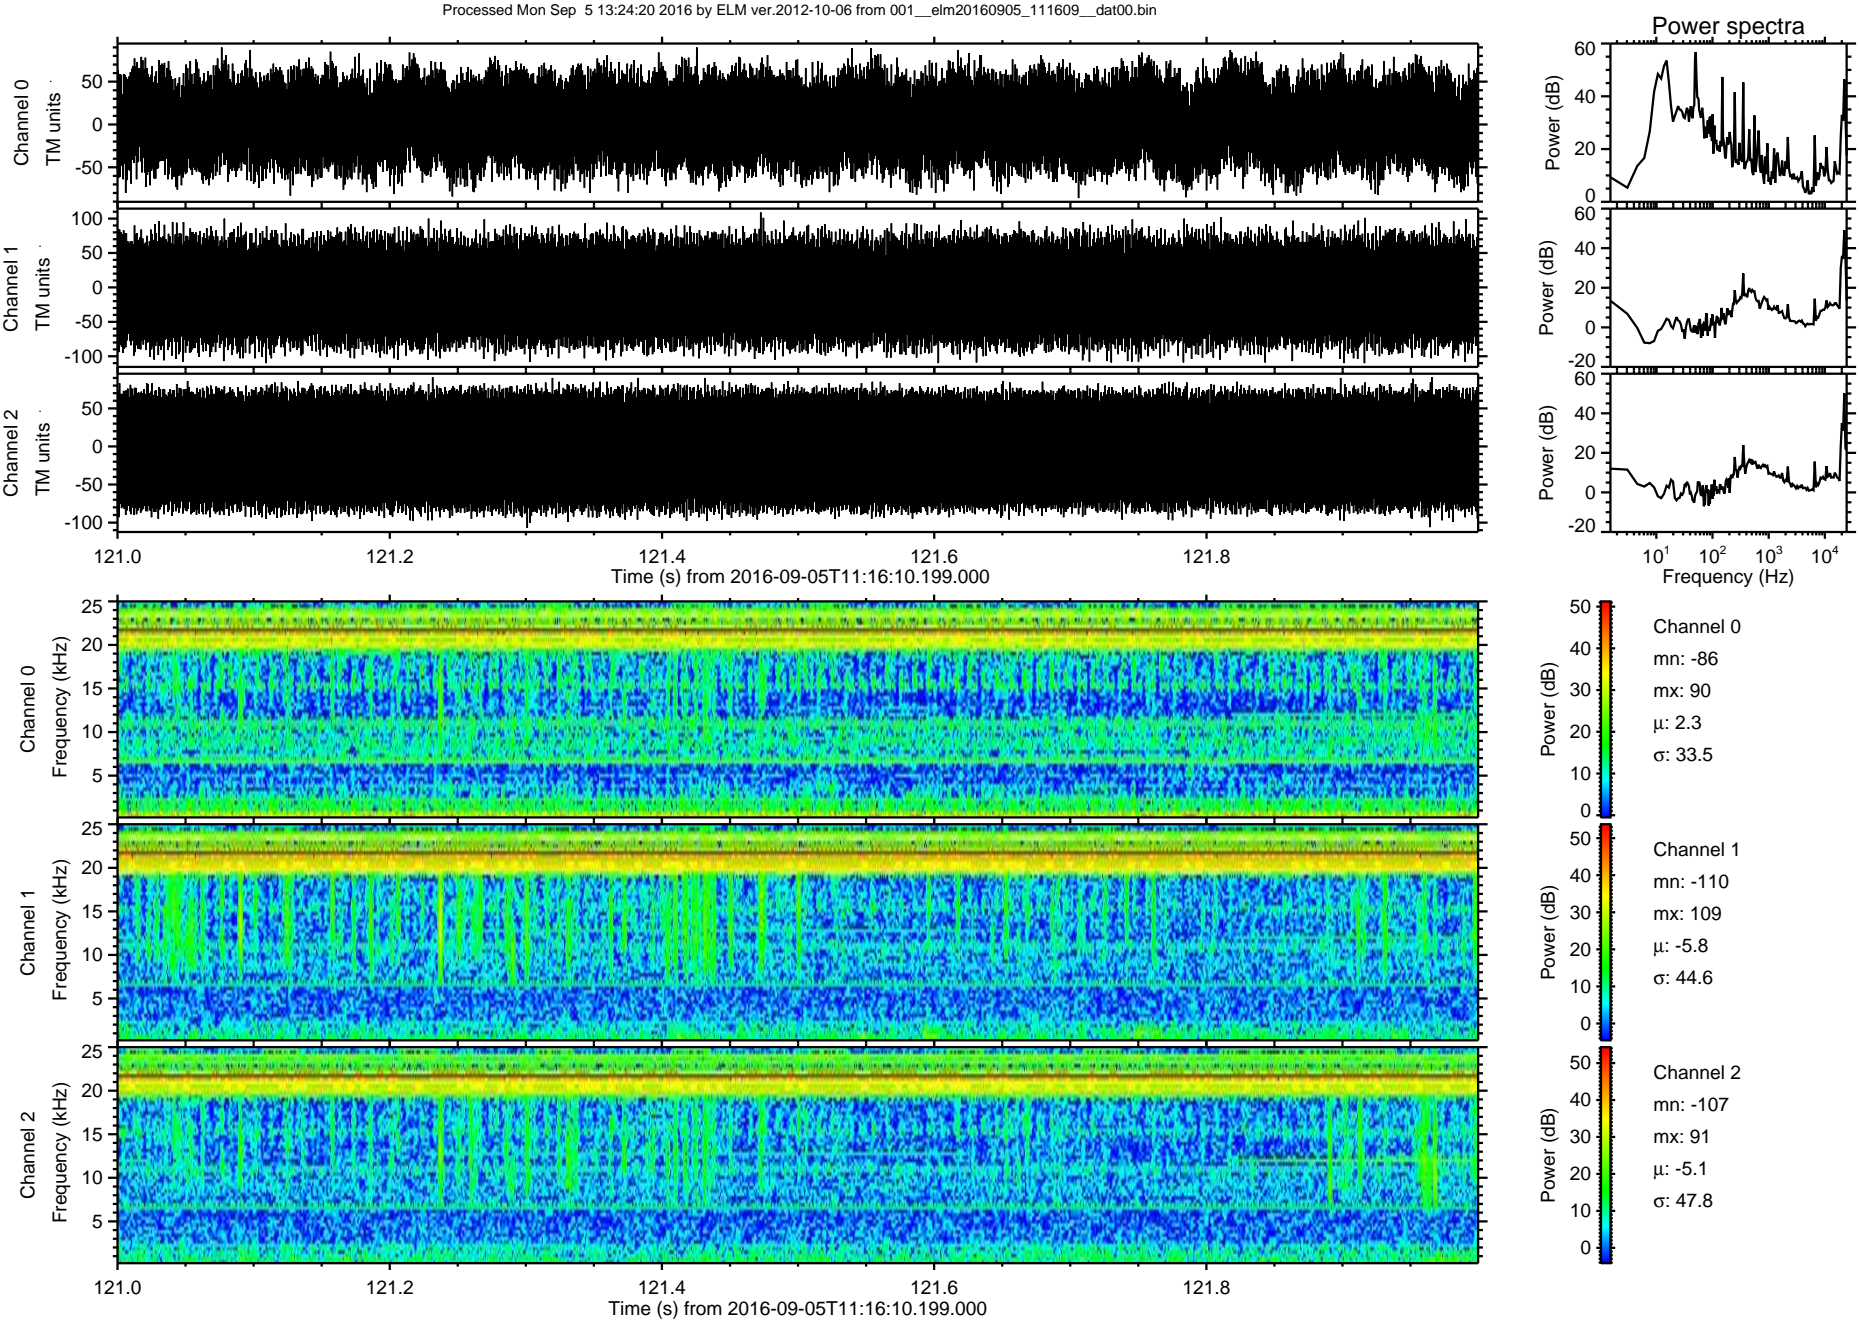 Processed Mon Sep  5 13:24:20 2016 by ELM ver.2012-10-06 from 001__elm20160905_111609__dat00.bin
Power spectra
Channel 0
TM units
50
0
-50
Power (dB)
60
40
20
0
Channel 1
TM units
100
50
0
-50
-100
Power (dB)
60
40
20
0
-20
Channel 2
TM units
50
0
-50
-100
Power (dB)
60
40
20
0
-20
121.0 121.2 121.4 121.6 121.8
Time (s) from 2016-09-05T11:16:10.199.000
10^1 10^2 10^3 10^4
Frequency (Hz)
Channel 0
Frequency (kHz)
25
20
15
10
5
Power (dB)
50
40
30
20
10
0
Channel 0
mn: -86
mx: 90
μ: 2.3
σ: 33.5
Channel 1
Frequency (kHz)
25
20
15
10
5
Power (dB)
50
40
30
20
10
0
Channel 1
mn: -110
mx: 109
μ: -5.8
σ: 44.6
Channel 2
Frequency (kHz)
25
20
15
10
5
Power (dB)
50
40
30
20
10
0
Channel 2
mn: -107
mx: 91
μ: -5.1
σ: 47.8
121.0 121.2 121.4 121.6 121.8
Time (s) from 2016-09-05T11:16:10.199.000